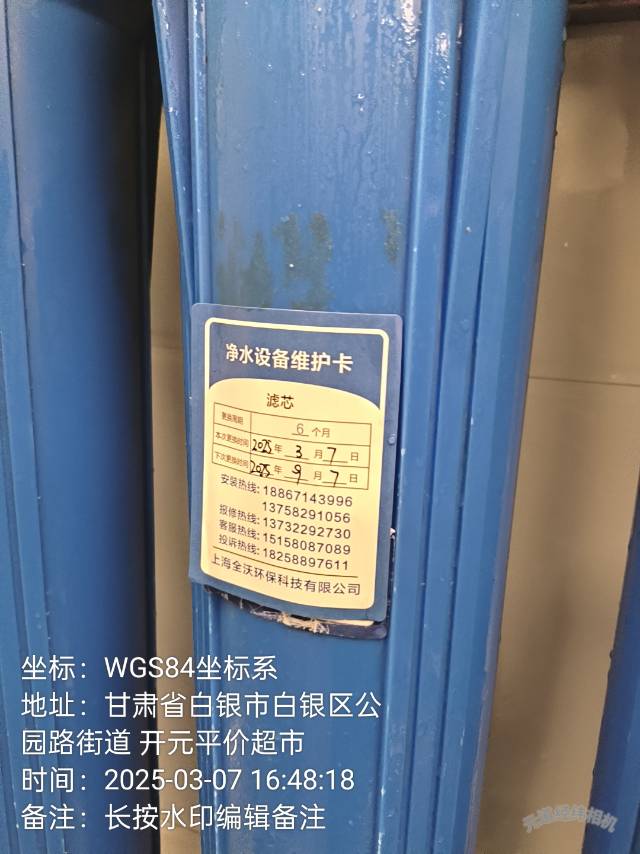 净水设备维护卡
滤芯
更换周期 6 个月
本次更换时间 2025 年 3 月 7 日
下次更换时间 2025 年 9 月 7 日
安装热线: 18867143996
13758291056
报修热线: 13732292730
客服热线: 15158087089
投诉热线: 18258897611
上海全沃环保科技有限公司
坐标：WGS84坐标系
地址：甘肃省白银市白银区公
园路街道 开元平价超市
时间：2025-03-07 16:48:18
备注：长按水印编辑备注
元道经纬相机